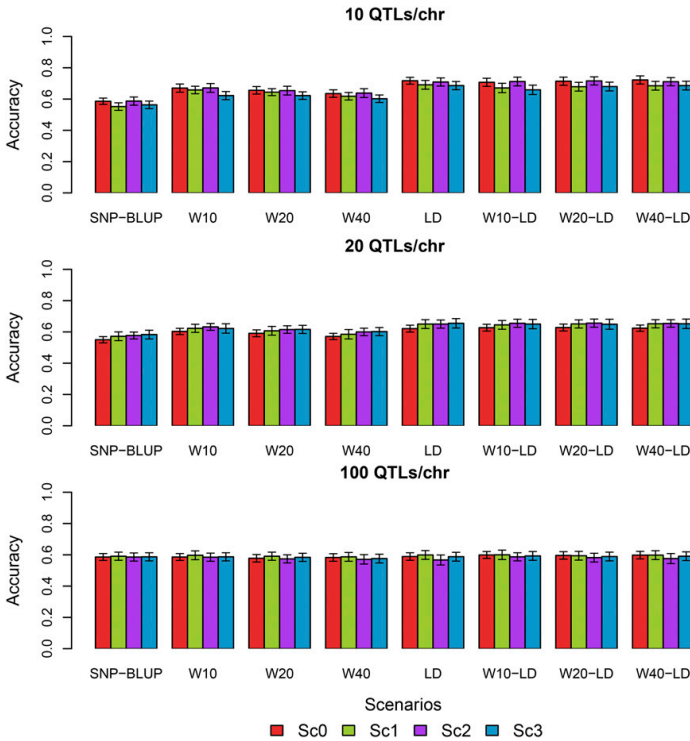 10 QTLs/chr
Accuracy
0.0 0.2 0.4 0.6 0.8 1.0
SNP−BLUP W10 W20 W40 LD W10−LD W20−LD W40−LD
20 QTLs/chr
Accuracy
0.0 0.2 0.4 0.6 0.8 1.0
SNP−BLUP W10 W20 W40 LD W10−LD W20−LD W40−LD
100 QTLs/chr
Accuracy
0.0 0.2 0.4 0.6 0.8 1.0
SNP−BLUP W10 W20 W40 LD W10−LD W20−LD W40−LD
Scenarios
Sc0 Sc1 Sc2 Sc3